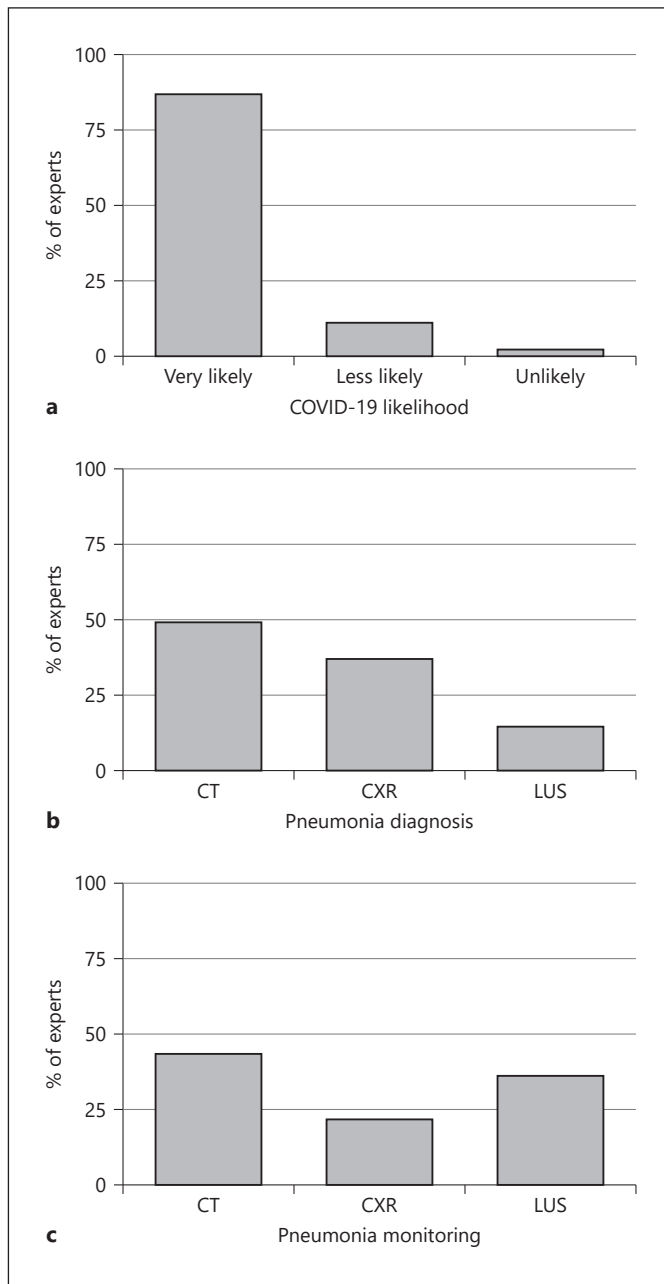 100
75
50
25
0
% of experts
Very likely Less likely Unlikely
a COVID-19 likelihood
100
75
50
25
0
% of experts
CT CXR LUS
b Pneumonia diagnosis
100
75
50
25
0
% of experts
CT CXR LUS
c Pneumonia monitoring